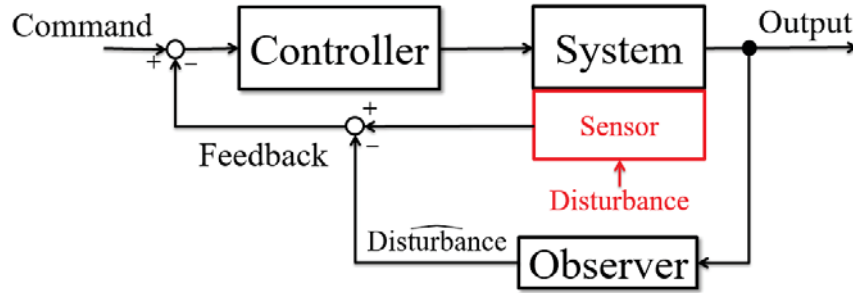 Command
+
−
Controller
System
Output
Sensor
+
−
Feedback
Disturbance
Disturbance
Observer